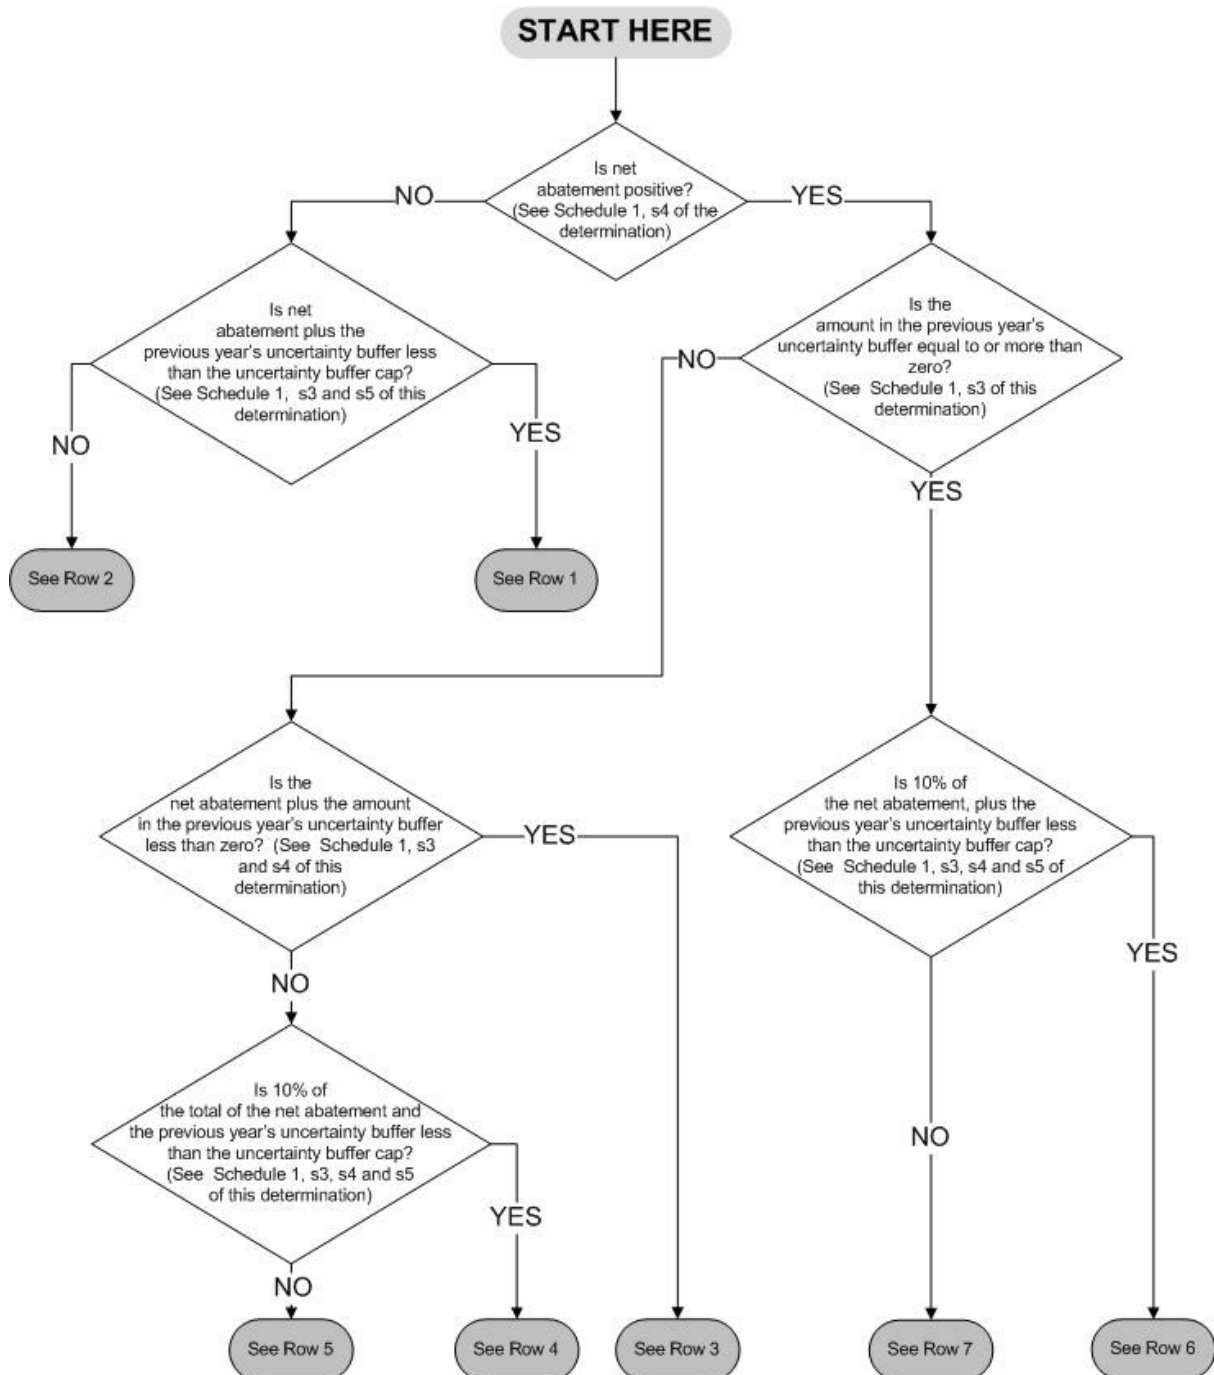 START HERE
Is net
abatement positive?
(See Schedule 1, s4 of the
determination)
NO
YES
Is net
abatement plus the
previous year's uncertainty buffer less
than the uncertainty buffer cap?
(See Schedule 1, s3 and s5 of this
determination)
Is the
amount in the previous year's
uncertainty buffer equal to or more than
zero?
(See Schedule 1, s3 of this
determination)
NO
NO
YES
YES
See Row 2
See Row 1
Is the
net abatement plus the amount
in the previous year's uncertainty buffer
less than zero? (See Schedule 1, s3
and s4 of this
determination)
YES
Is 10% of
the net abatement, plus the
previous year's uncertainty buffer less
than the uncertainty buffer cap?
(See Schedule 1, s3, s4 and s5 of
this determination)
YES
NO
Is 10% of
the total of the net abatement and
the previous year's uncertainty buffer less
than the uncertainty buffer cap?
(See Schedule 1, s3, s4 and s5
of this determination)
NO
YES
NO
See Row 5
See Row 4
See Row 3
See Row 7
See Row 6